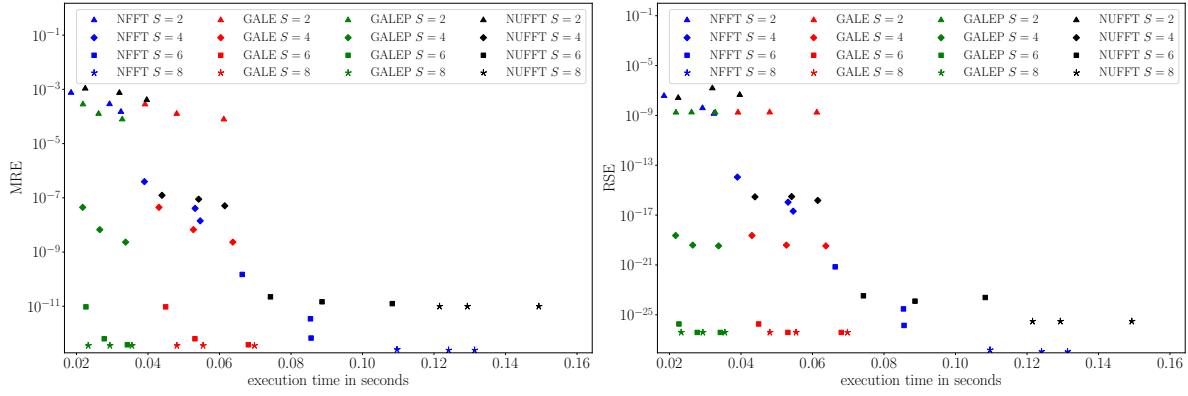 NFFT S = 2
GALE S = 2
GALEP S = 2
NUFFT S = 2
NFFT S = 4
GALE S = 4
GALEP S = 4
NUFFT S = 4
NFFT S = 6
GALE S = 6
GALEP S = 6
NUFFT S = 6
NFFT S = 8
GALE S = 8
GALEP S = 8
NUFFT S = 8
10^−1
10^−3
10^−5
10^−7
10^−9
10^−11
MRE
0.02 0.04 0.06 0.08 0.10 0.12 0.14 0.16
execution time in seconds
NFFT S = 2
GALE S = 2
GALEP S = 2
NUFFT S = 2
NFFT S = 4
GALE S = 4
GALEP S = 4
NUFFT S = 4
NFFT S = 6
GALE S = 6
GALEP S = 6
NUFFT S = 6
NFFT S = 8
GALE S = 8
GALEP S = 8
NUFFT S = 8
10^−1
10^−5
10^−9
10^−13
10^−17
10^−21
10^−25
RSE
0.02 0.04 0.06 0.08 0.10 0.12 0.14 0.16
execution time in seconds